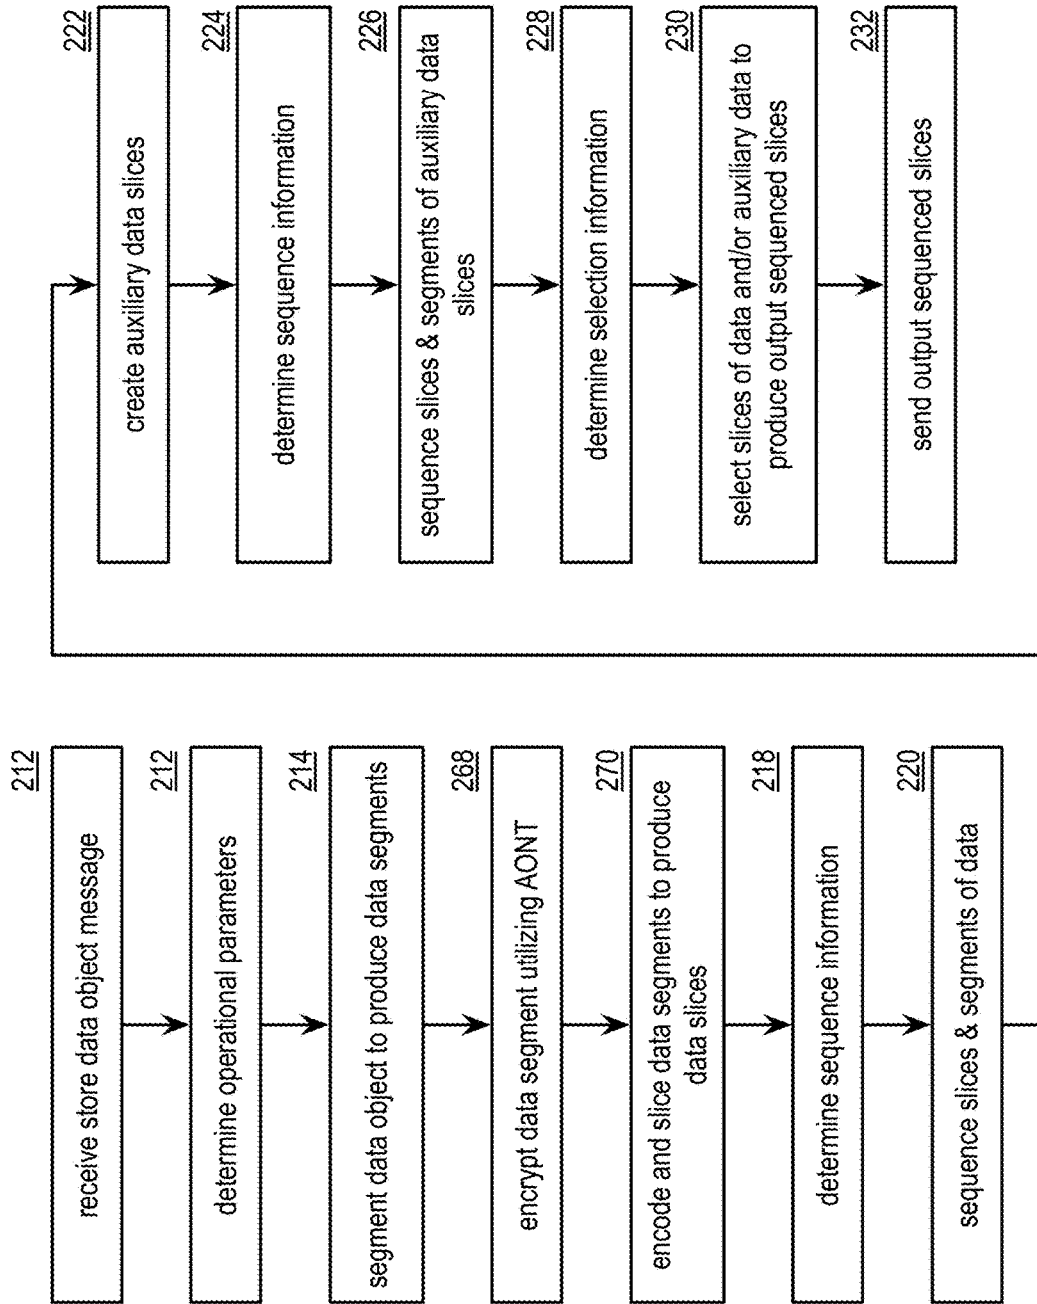 212
receive store data object message
212
determine operational parameters
214
segment data object to produce data segments
268
encrypt data segment utilizing AONT
270
encode and slice data segments to produce
data slices
218
determine sequence information
220
sequence slices & segments of data
222
create auxiliary data slices
224
determine sequence information
226
sequence slices & segments of auxiliary data
slices
228
determine selection information
230
select slices of data and/or auxiliary data to
produce output sequenced slices
232
send output sequenced slices